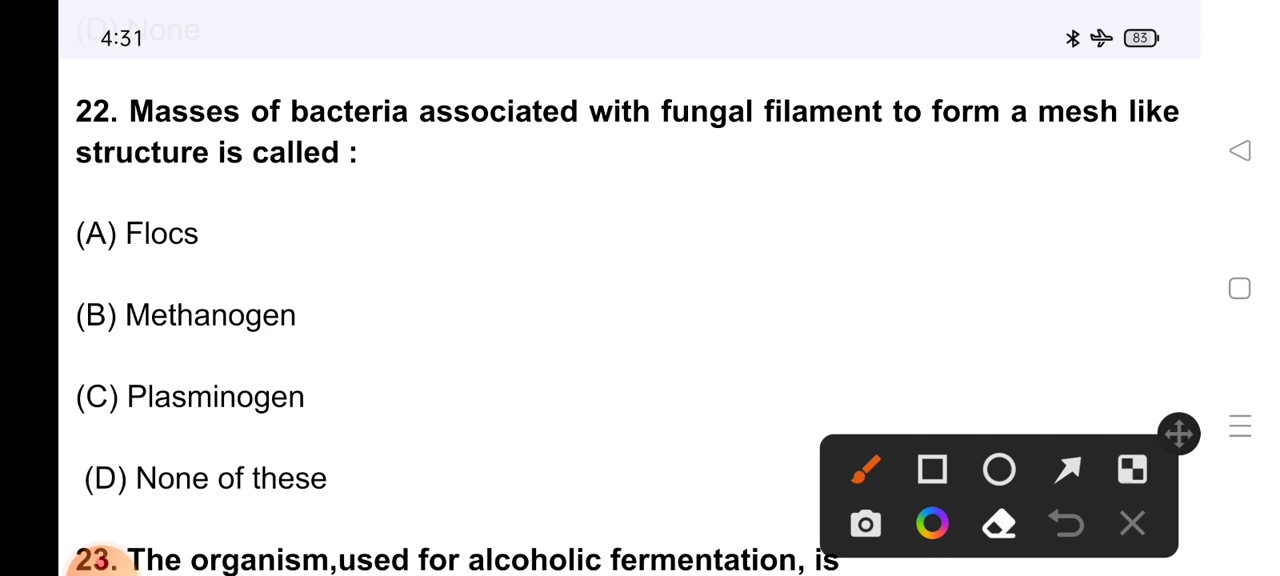 (D) None
4:31
83
22. Masses of bacteria associated with fungal filament to form a mesh like
structure is called :
(A) Flocs
(B) Methanogen
(C) Plasminogen
(D) None of these
23. The organism,used for alcoholic fermentation, is